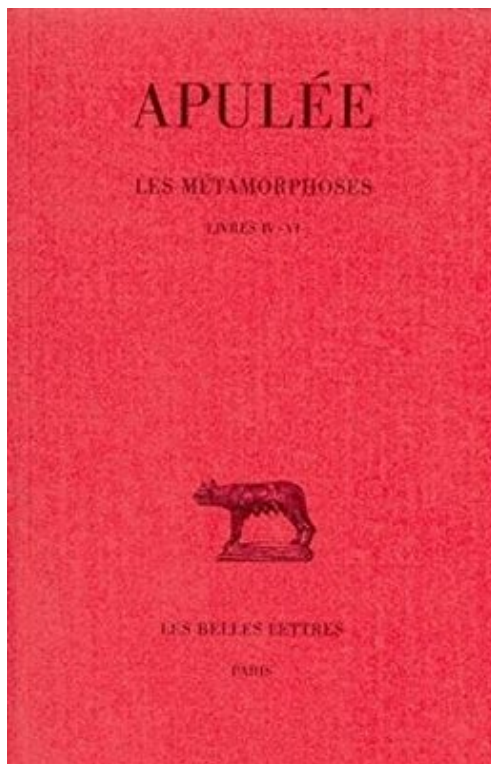 APULÉE
LES MÉTAMORPHOSES
LIVRES IV-VI
LES BELLES LETTRES
PARIS